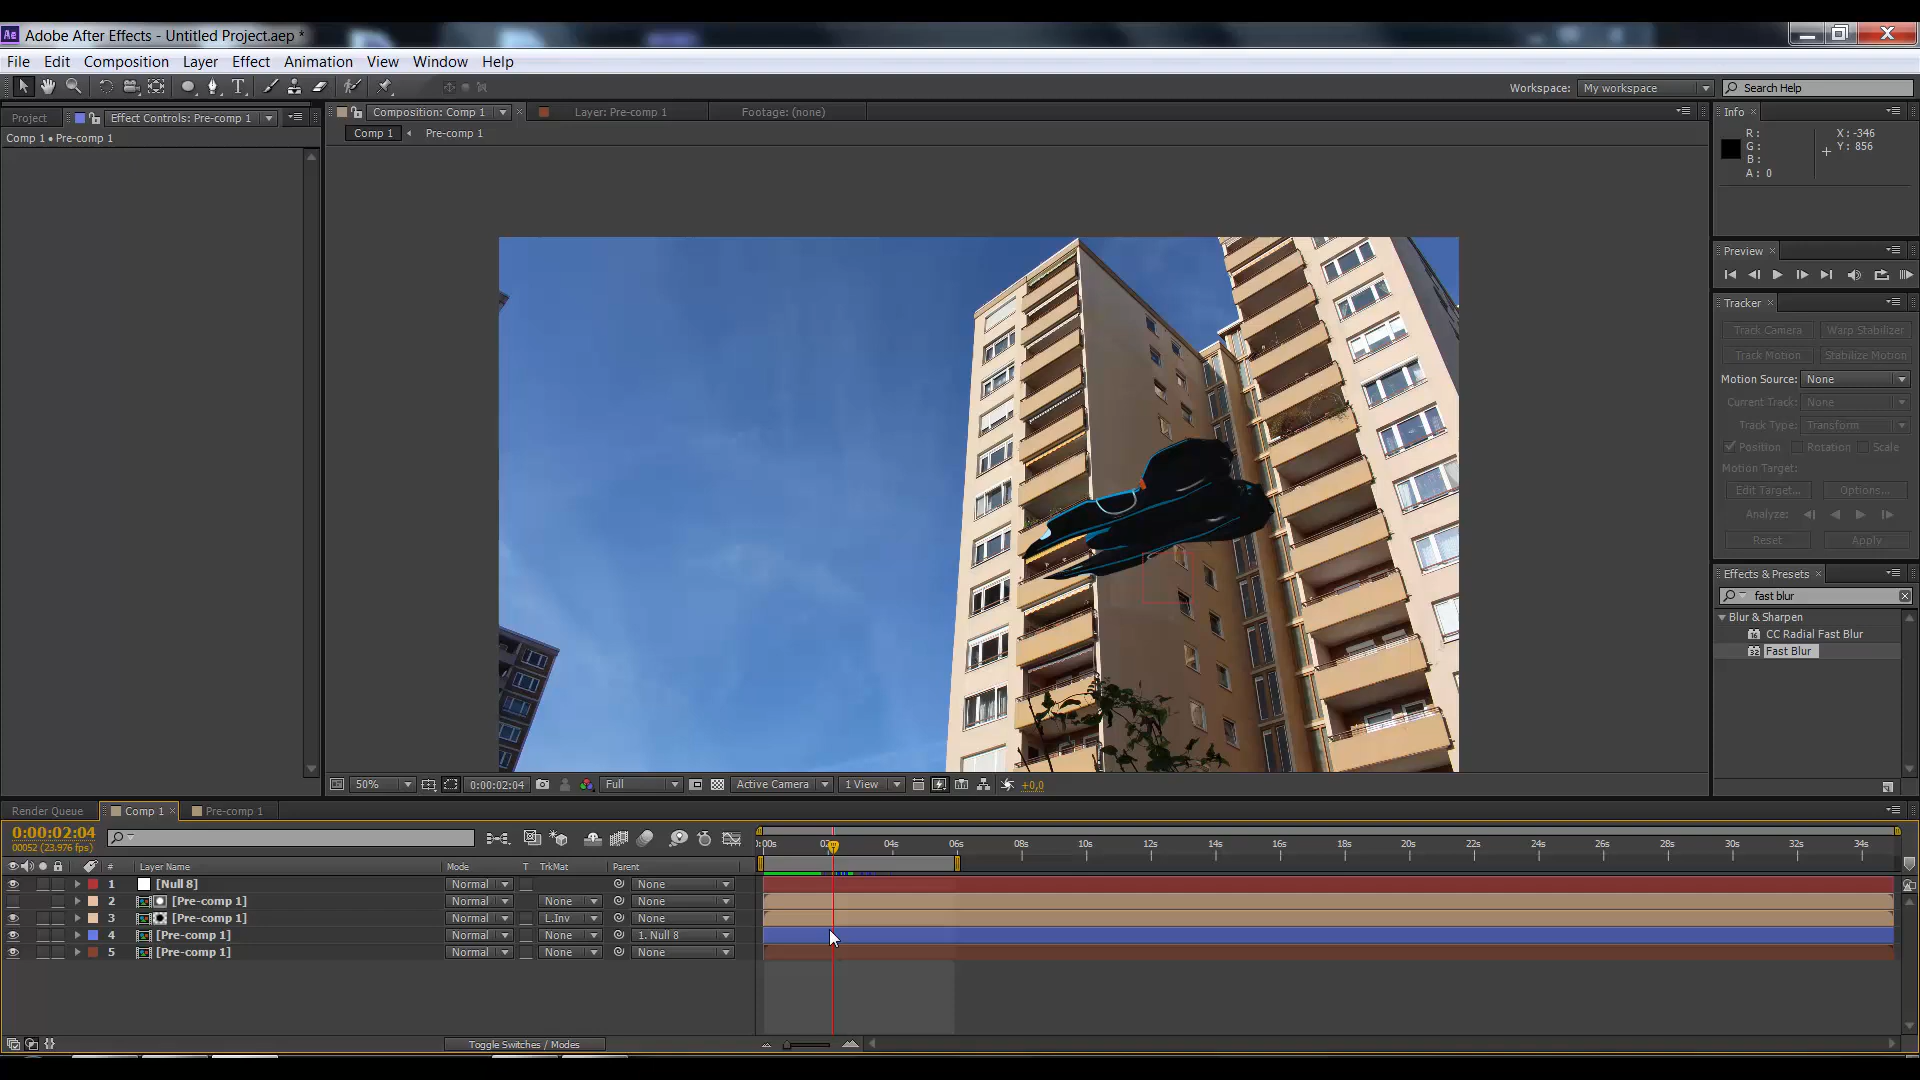 Ae Adobe After Effects - Untitled Project.aep *
File Edit Composition Layer Effect Animation View Window Help
Workspace: My workspace Search Help
Project Effect Controls: Pre-comp 1
Comp 1 • Pre-comp 1
Composition: Comp 1 Layer: Pre-comp 1 Footage: (none)
Comp 1 Pre-comp 1
Info
R :
G :
B :
A : 0
X : -346
Y : 856
Preview
Tracker
Track Camera Warp Stabilizer
Track Motion Stabilize Motion
Motion Source: None
Current Track: None
Track Type: Transform
Position Rotation Scale
Motion Target:
Edit Target... Options...
Analyze:
Reset Apply
Effects & Presets
fast blur
Blur & Sharpen
CC Radial Fast Blur
Fast Blur
50% 0:00:02:04 Full Active Camera 1 View +0,0
Render Queue Comp 1 Pre-comp 1
0:00:02:04
00052 (23.976 fps)
# Layer Name Mode T TrkMat Parent
04s 06s 08s 10s 12s 14s 16s 18s 20s 22s 24s 26s 28s 30s 32s 34s
1 [Null 8] Normal None
2 [Pre-comp 1] Normal None None
3 [Pre-comp 1] Normal L.Inv None
4 [Pre-comp 1] Normal None 1. Null 8
5 [Pre-comp 1] Normal None None
Toggle Switches / Modes